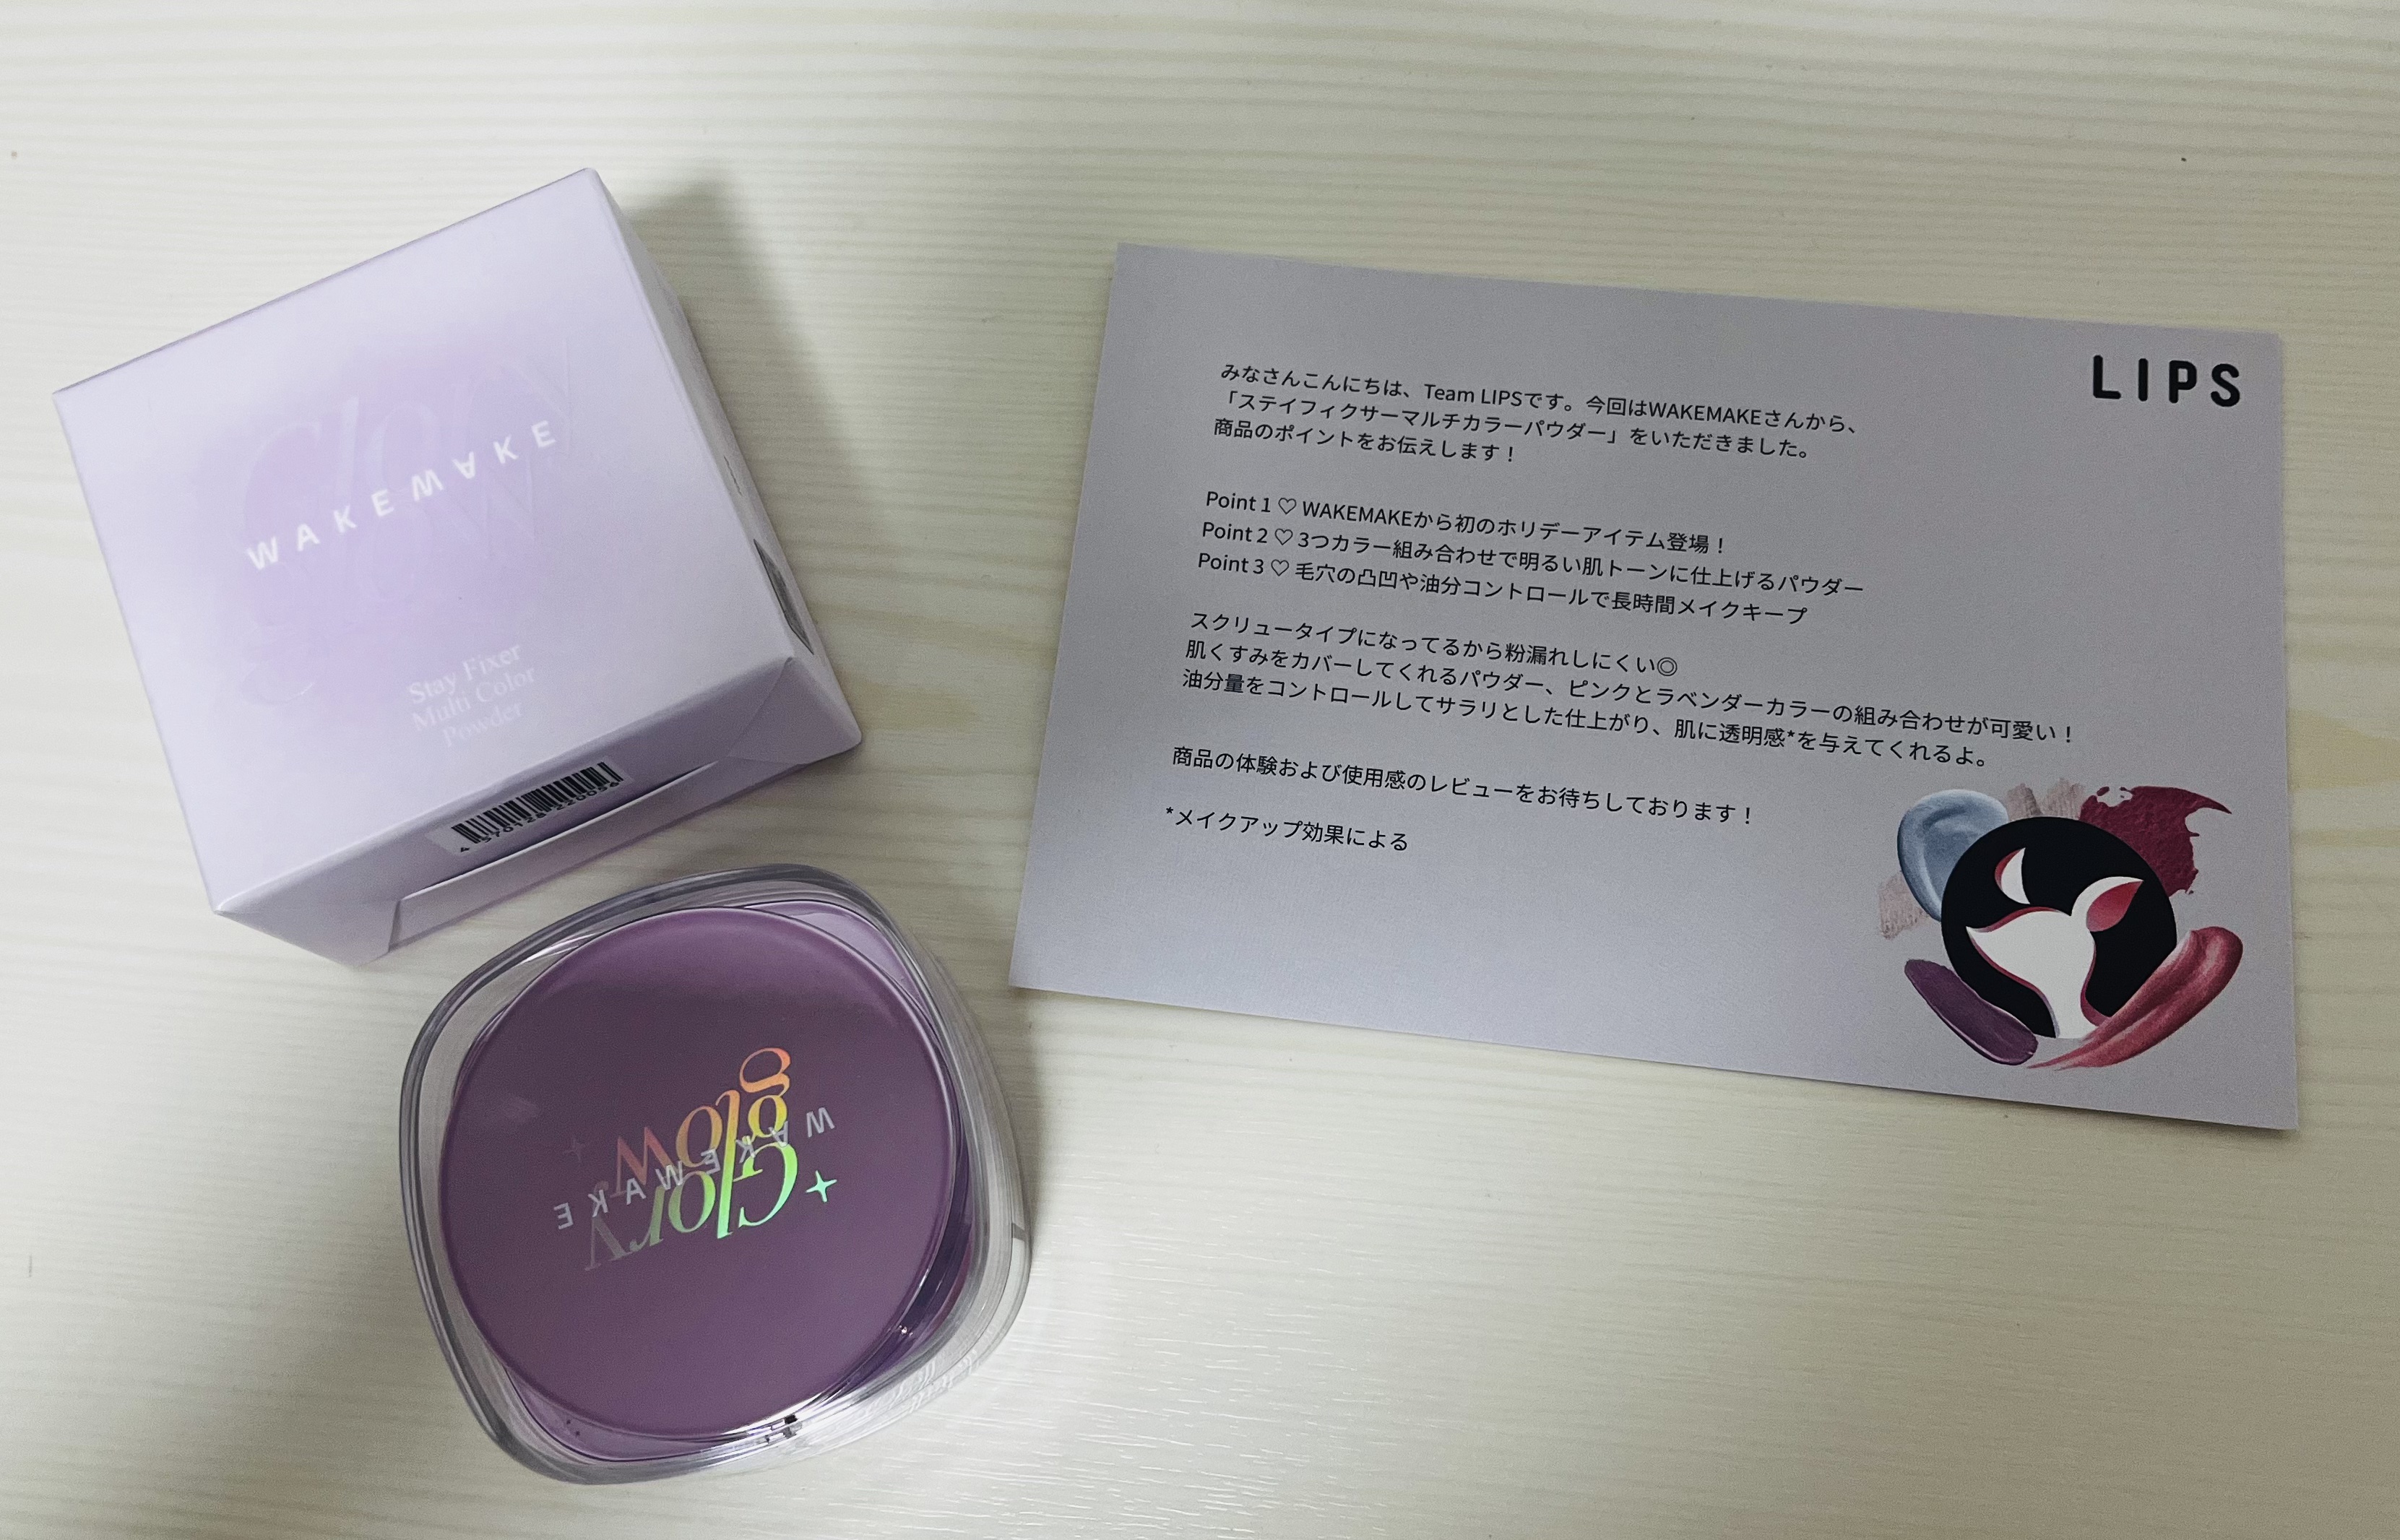 WAKEMAKE
Glory
glow
Stay Fixer
Multi Color
Powder
Glory
glow
WAKEMAKE
LIPS
みなさんこんにちは、Team LIPSです。今回はWAKEMAKEさんから、
「ステイフィクサーマルチカラーパウダー」をいただきました。
商品のポイントをお伝えします！
Point 1 ♡ WAKEMAKEから初のホリデーアイテム登場！
Point 2 ♡ 3つカラー組み合わせで明るい肌トーンに仕上げるパウダー
Point 3 ♡ 毛穴の凸凹や油分コントロールで長時間メイクキープ
スクリュータイプになってるから粉漏れしにくい◎
肌くすみをカバーしてくれるパウダー、ピンクとラベンダーカラーの組み合わせが可愛い！
油分量をコントロールしてサラリとした仕上がり、肌に透明感*を与えてくれるよ。
商品の体験および使用感のレビューをお待ちしております！
*メイクアップ効果による